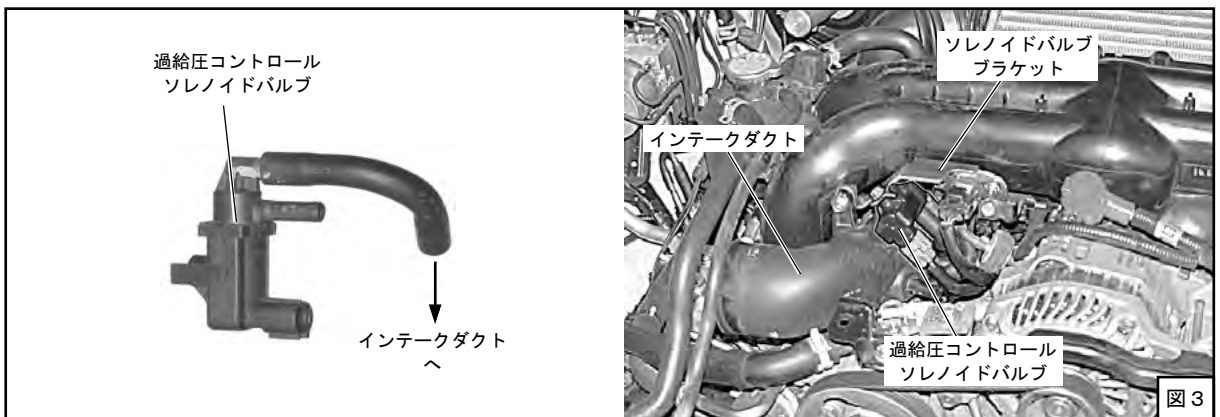 過給圧コントロール
ソレノイドバルブ
インテークダクト
へ
ソレノイドバルブ
ブラケット
インテークダクト
過給圧コントロール
ソレノイドバルブ
図 3